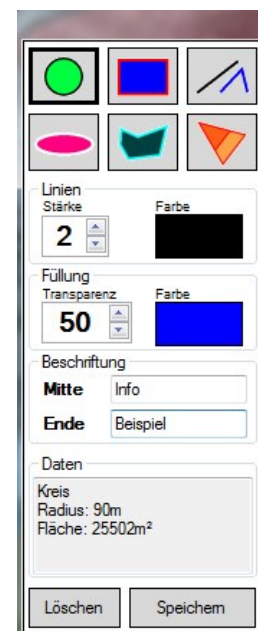 Linien
Stärke Farbe
2
Füllung
Transparenz Farbe
50
Beschriftung
Mitte Info
Ende Beispiel
Daten
Kreis
Radius: 90m
Fläche: 25502m²
Löschen Speichern